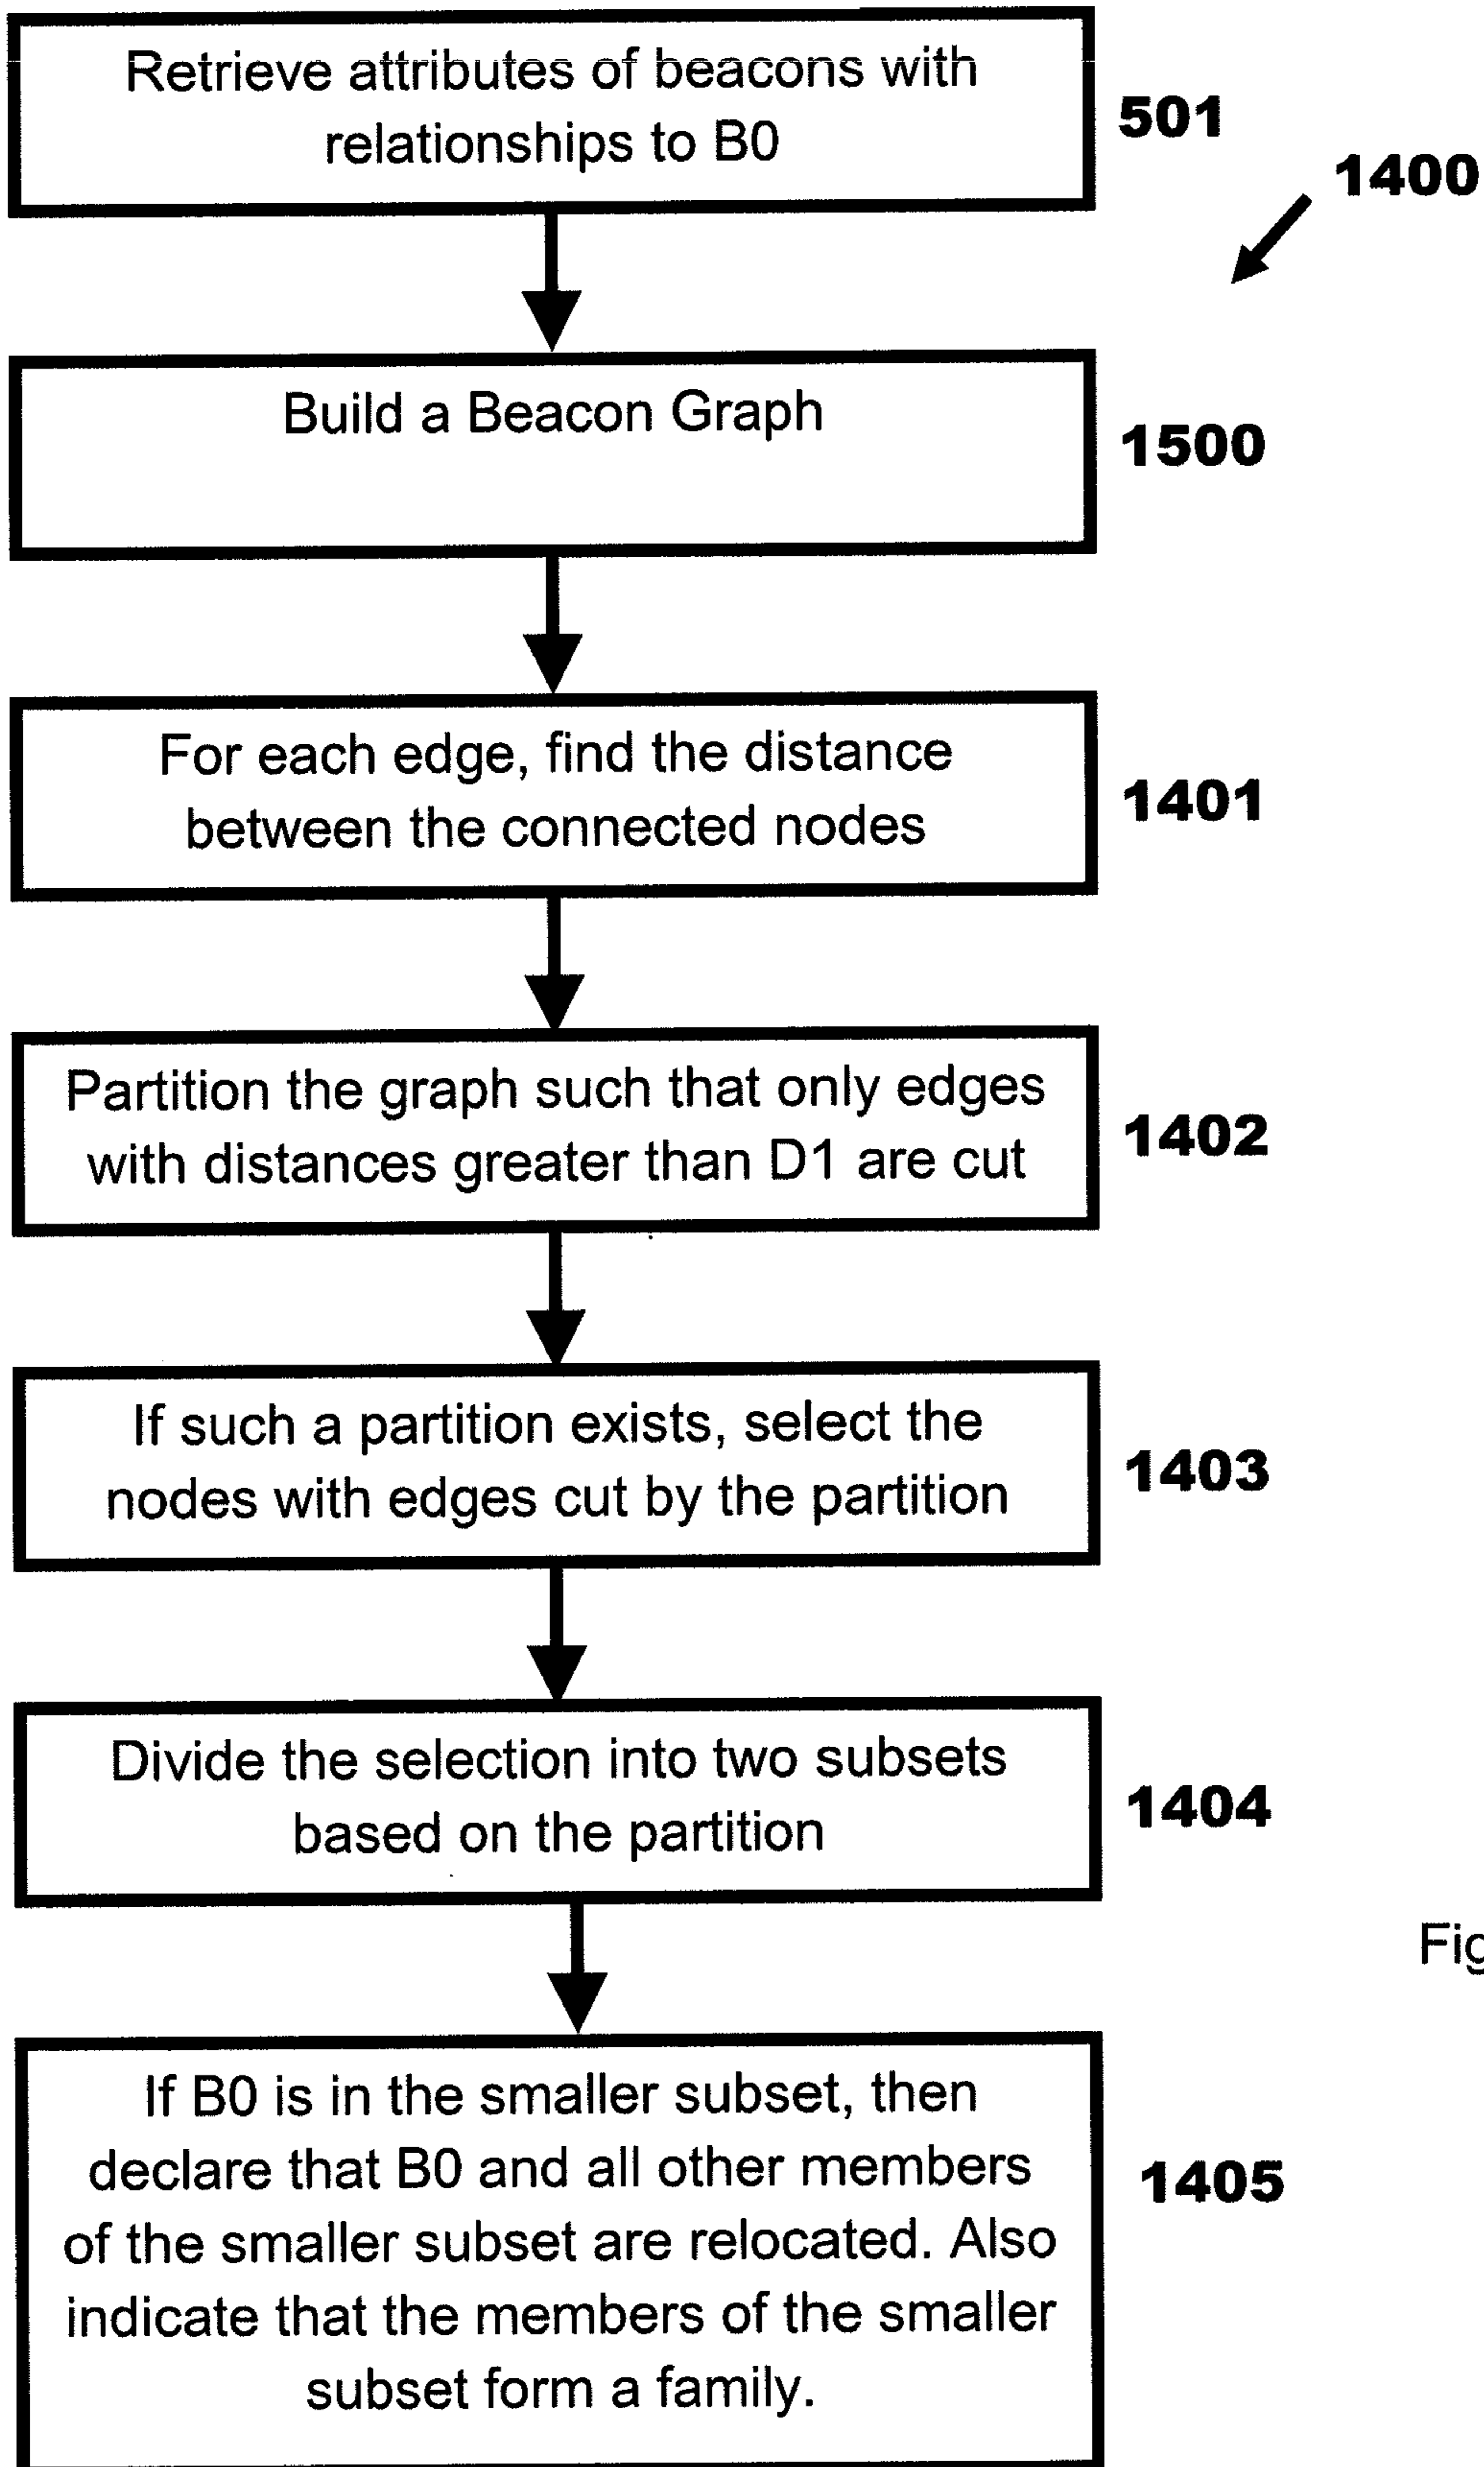 Retrieve attributes of beacons with
relationships to B0
501
1400
Build a Beacon Graph
1500
For each edge, find the distance
between the connected nodes
1401
Partition the graph such that only edges
with distances greater than D1 are cut
1402
If such a partition exists, select the
nodes with edges cut by the partition
1403
Divide the selection into two subsets
based on the partition
1404
Fig
If B0 is in the smaller subset, then
declare that B0 and all other members
of the smaller subset are relocated. Also
indicate that the members of the smaller
subset form a family.
1405